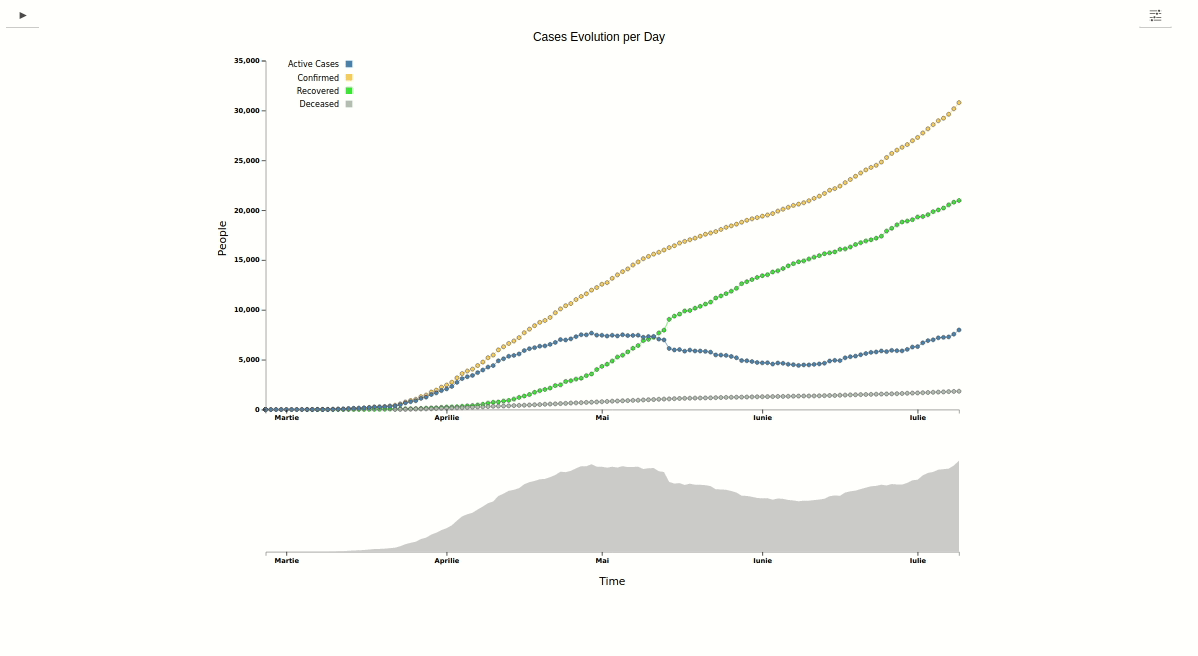 Cases Evolution per Day
Active Cases
Confirmed
Recovered
Deceased
35,000
30,000
25,000
20,000
15,000
10,000
5,000
0
People
Martie Aprilie Mai Iunie Iulie
Martie Aprilie Mai Iunie Iulie
Time